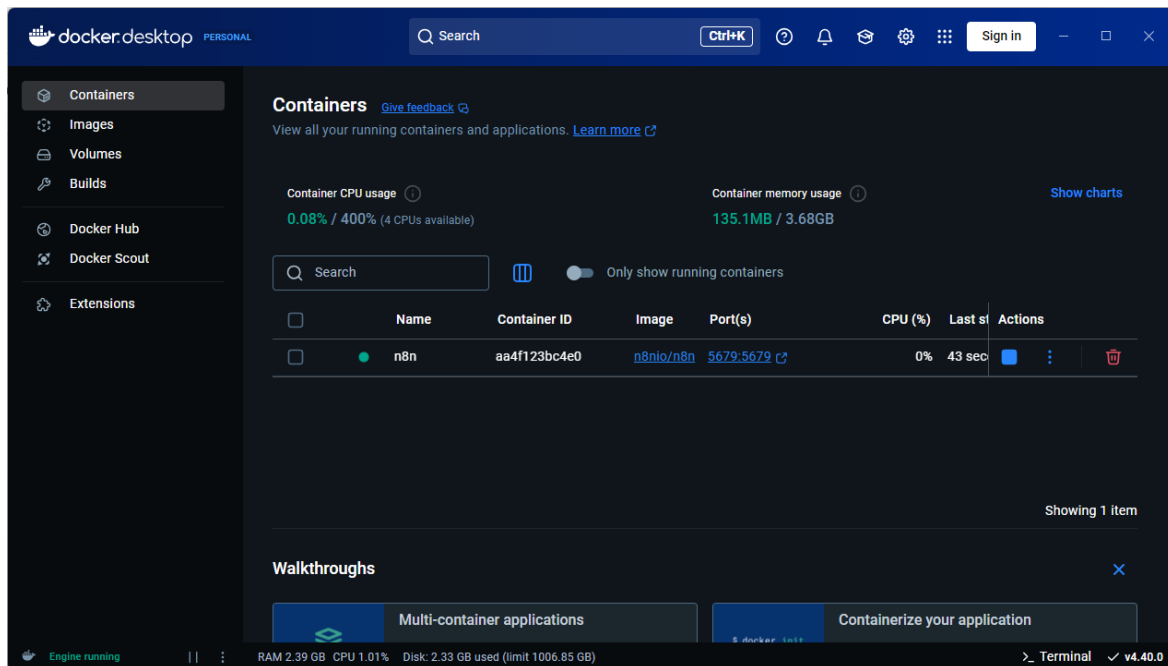 docker.desktop PERSONAL Search Ctrl+K Sign in
Containers
Images
Volumes
Builds
Docker Hub
Docker Scout
Extensions
Containers Give feedback
View all your running containers and applications. Learn more
Container CPU usage
0.08% / 400% (4 CPUs available)
Container memory usage
135.1MB / 3.68GB
Show charts
Search Only show running containers
Name Container ID Image Port(s) CPU (%) Last st Actions
n8n aa4f123bc4e0 n8nio/n8n 5679:5679 0% 43 sec
Showing 1 item
Walkthroughs
Multi-container applications
Containerize your application
$ docker init
Engine running RAM 2.39 GB CPU 1.01% Disk: 2.33 GB used (limit 1006.85 GB) >_ Terminal v4.40.0